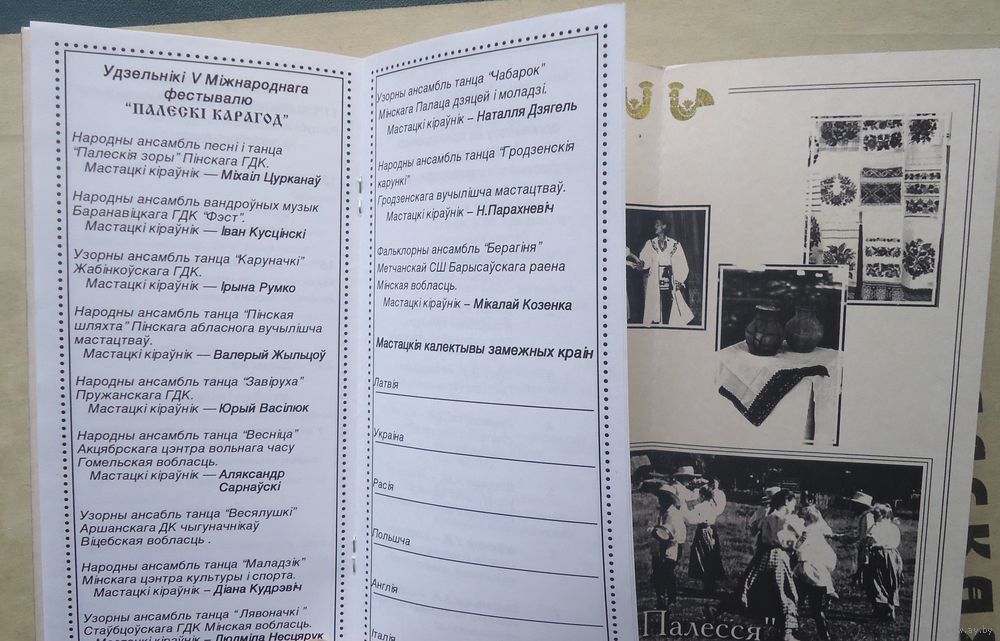 Удзельнікі V Міжнароднага
фестывалю
"ПАЛЕСКІ КАРАГОД"
Народны ансамбль песні і танца
"Палескія зоры" Пінскага ГДК.
Мастацкі кіраўнік — Міхаіл Цурканаў
Народны ансамбль вандроўных музык
Баранавіцкага ГДК "Фэст".
Мастацкі кіраўнік — Іван Кусцінскі
Узорны ансамбль танца "Каруначкі"
Жабінкоўскага ГДК.
Мастацкі кіраўнік — Ірына Румко
Народны ансамбль танца "Пінская
шляхта" Пінскага абласнога вучылішча
мастацтваў.
Мастацкі кіраўнік — Валерый Жыльцоў
Народны ансамбль танца "Завіруха"
Пружанскага ГДК.
Мастацкі кіраўнік — Юрый Васілюк
Народны ансамбль танца "Весніца"
Акцябрскага цэнтра вольнага часу
Гомельская вобласць.
Мастацкі кіраўнік — Аляксандр
Сарнаўскі
Узорны ансабль танца "Весялушкі"
Аршанскага ДК чыгуначнікаў
Віцебская вобласць .
Народны ансамбль танца "Маладзік"
Мінскага цэнтра культуры і спорта.
Мастацкі кіраўнік – Діана Кудрэвіч
Узорны ансамбль танца " Лявоначкі "
Стаўбцоўскага ГДК Мінская вобласць.
Мастацкі кіраўнік – Людміла Несцярук
Узорны ансамбль танца "Чабарок"
Мінскага Палаца дзяцей і моладзі.
Мастацкі кіраўнік – Наталля Дзягель
Народны ансамбль танца "Гродзенскія
карункі"
Гродзенскага вучылішча мастацтваў.
Мастацкі кіраўнік – Н.Парахневіч
Фальклорны ансамбль "Берагіня"
Метчанскай СШ Барысаўскага раена
Мінская вобласць.
Мастацкі кіраўнік – Мікалай Козенка
Мастацкія калектывы замежных краін
Латвія
Украіна
Расія
Польшча
Англія
Італія
Палесся"